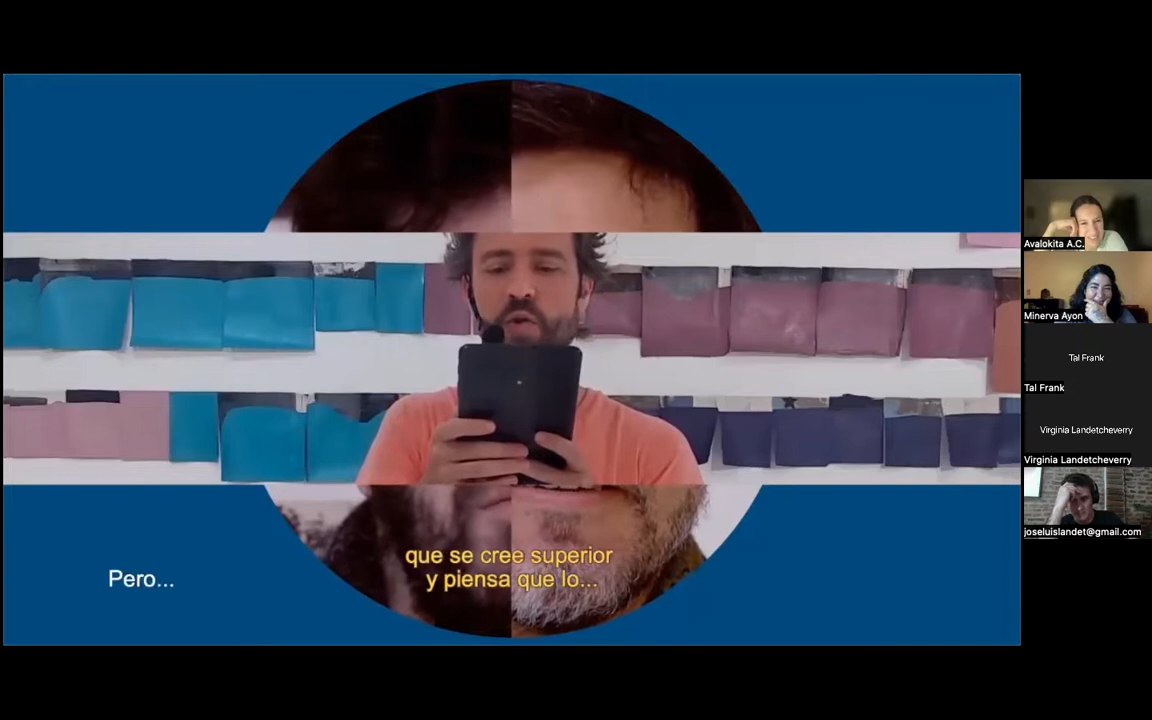 Pero...
que se cree superior
y piensa que lo...
Avalokita A.C.
Minerva Ayon
Tal Frank
Tal Frank
Virginia Landetcheverry
Virginia Landetcheverry
joseluislandet@gmail.com